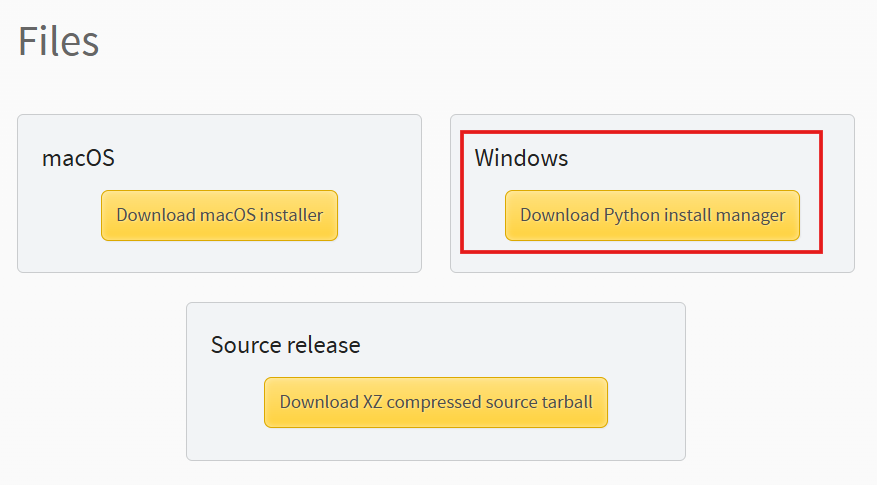 Files
macOS
Download macOS installer
Windows
Download Python install manager
Source release
Download XZ compressed source tarball